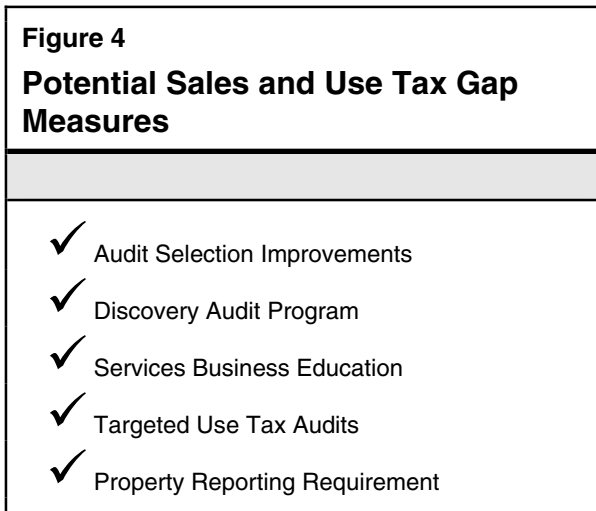 Figure 4
Potential Sales and Use Tax Gap
Measures
✓ Audit Selection Improvements
✓ Discovery Audit Program
✓ Services Business Education
✓ Targeted Use Tax Audits
✓ Property Reporting Requirement